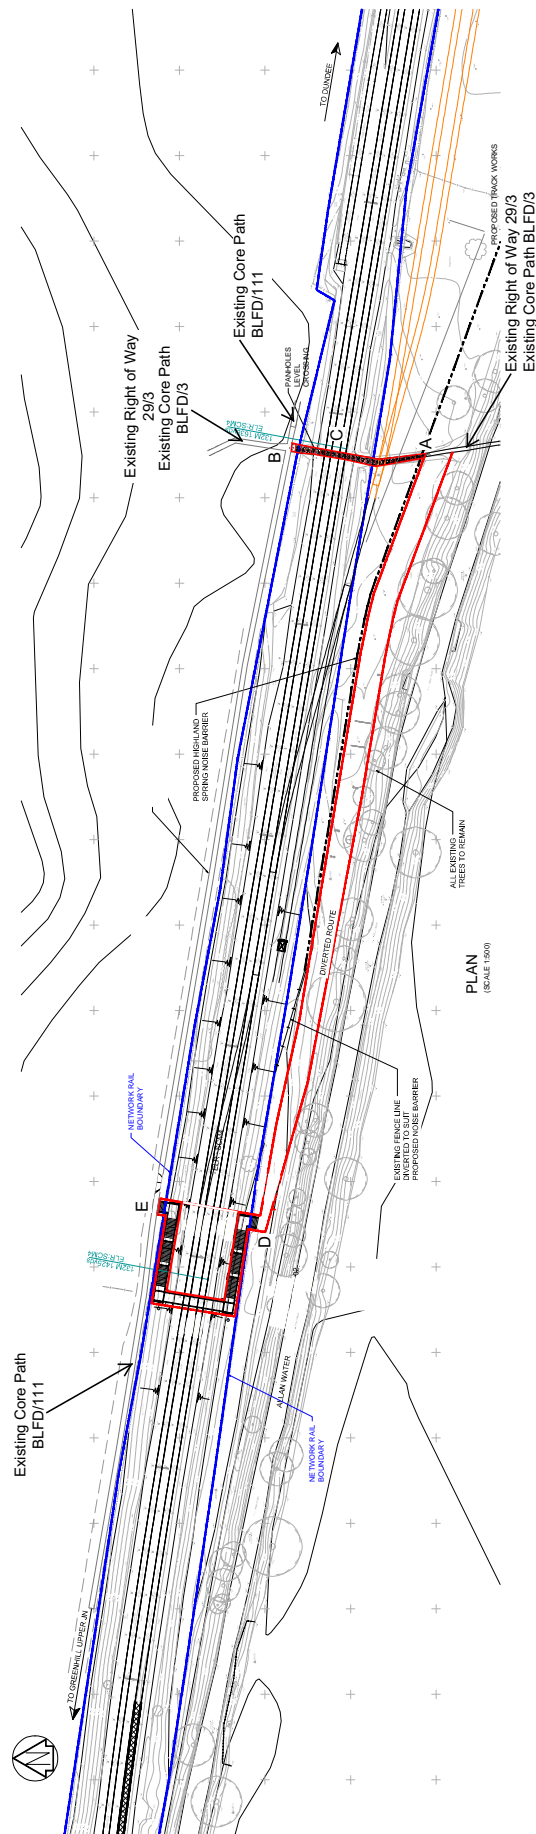 TO DUNDEE
PROPOSED TRACK WORKS
Existing Right of Way 29/3
Existing Core Path BLFD/3
Existing Core Path
BLFD/111
PANHOLES
LEVEL
CROSSING
Existing Right of Way
29/3
Existing Core Path
BLFD/3
ELR:SCM4
B
C
A
PROPOSED HIGHLAND
SPRING NOISE BARRIER
ALL EXISTING
TREES TO REMAIN
DIVERTED ROUTE
PLAN
(SCALE 1:500)
EXISTING FENCE LINE
DIVERTED TO SUIT
PROPOSED NOISE BARRIER
NETWORK RAIL
BOUNDARY
E
D
ELR:SCM4
Existing Core Path
BLFD/111
ALLAN WATER
NETWORK RAIL
BOUNDARY
TO GREENHILL UPPER JN